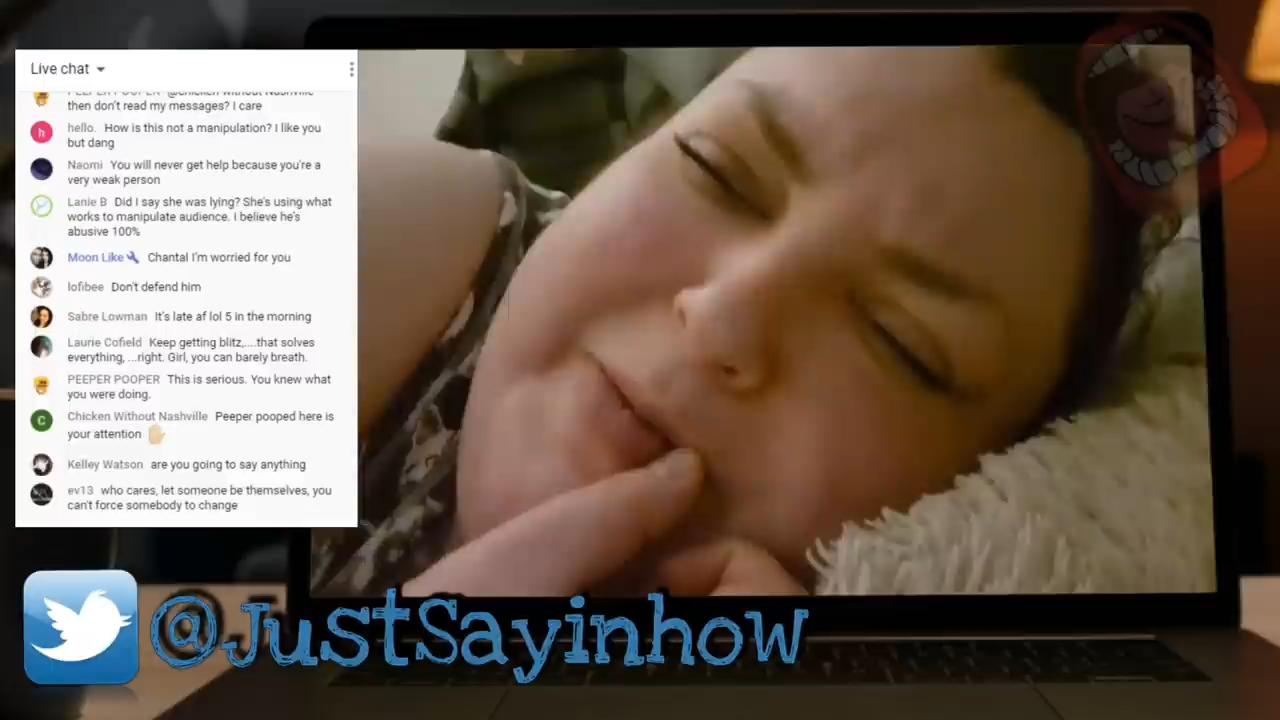 Live chat
PEEPER POOPER @Chicken Without Nashville
then don't read my messages? I care
h
hello. How is this not a manipulation? I like you
but dang
Naomi You will never get help because you're a
very weak person
Lanie B Did I say she was lying? She's using what
works to manipulate audience. I believe he's
abusive 100%
Moon Like Chantal I'm worried for you
lofibee Don't defend him
Sabre Lowman It's late af lol 5 in the morning
Laurie Cofield Keep getting blitz,....that solves
everything, ...right. Girl, you can barely breath.
PEEPER POOPER This is serious. You knew what
you were doing.
C
Chicken Without Nashville Peeper pooped here is
your attention ✋🏼
Kelley Watson are you going to say anything
ev13 who cares, let someone be themselves, you
can't force somebody to change
@JustSayinhow